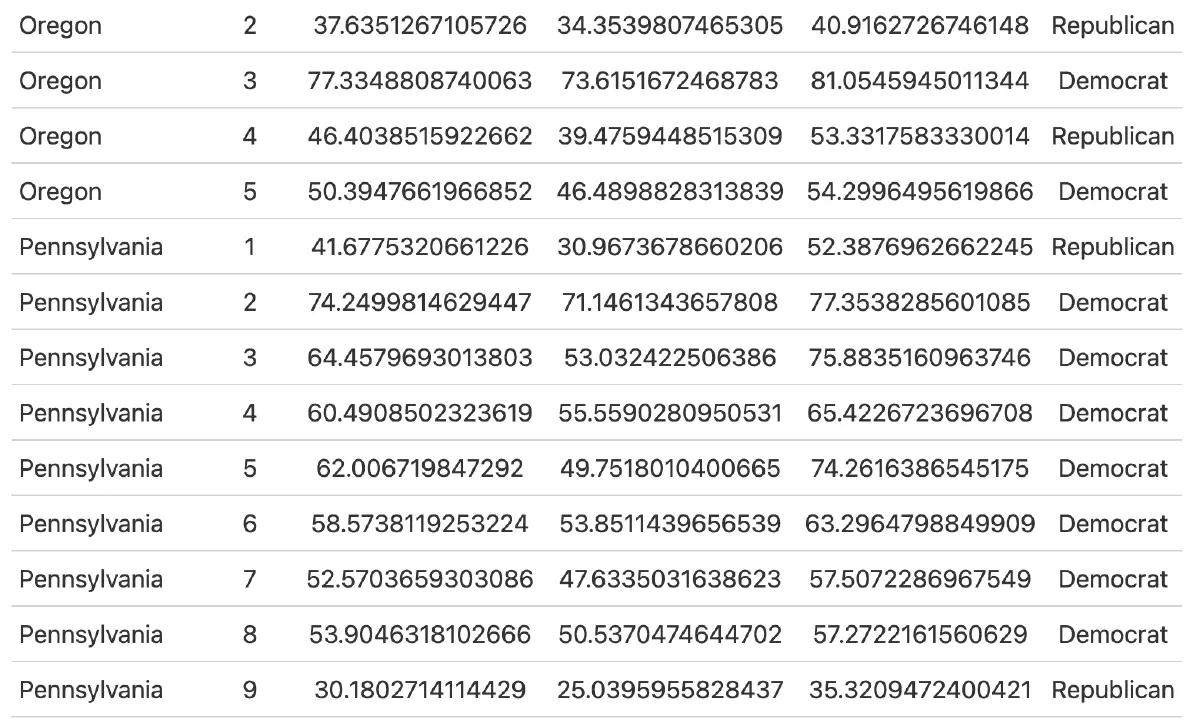 Oregon 2 37.6351267105726 34.3539807465305 40.9162726746148 Republican
Oregon 3 77.3348808740063 73.6151672468783 81.0545945011344 Democrat
Oregon 4 46.4038515922662 39.4759448515309 53.3317583330014 Republican
Oregon 5 50.3947661966852 46.4898828313839 54.2996495619866 Democrat
Pennsylvania 1 41.6775320661226 30.9673678660206 52.3876962662245 Republican
Pennsylvania 2 74.2499814629447 71.1461343657808 77.3538285601085 Democrat
Pennsylvania 3 64.4579693013803 53.032422506386 75.8835160963746 Democrat
Pennsylvania 4 60.4908502323619 55.5590280950531 65.4226723696708 Democrat
Pennsylvania 5 62.006719847292 49.7518010400665 74.2616386545175 Democrat
Pennsylvania 6 58.5738119253224 53.8511439656539 63.2964798849909 Democrat
Pennsylvania 7 52.5703659303086 47.6335031638623 57.5072286967549 Democrat
Pennsylvania 8 53.9046318102666 50.5370474644702 57.2722161560629 Democrat
Pennsylvania 9 30.1802714114429 25.0395955828437 35.3209472400421 Republican